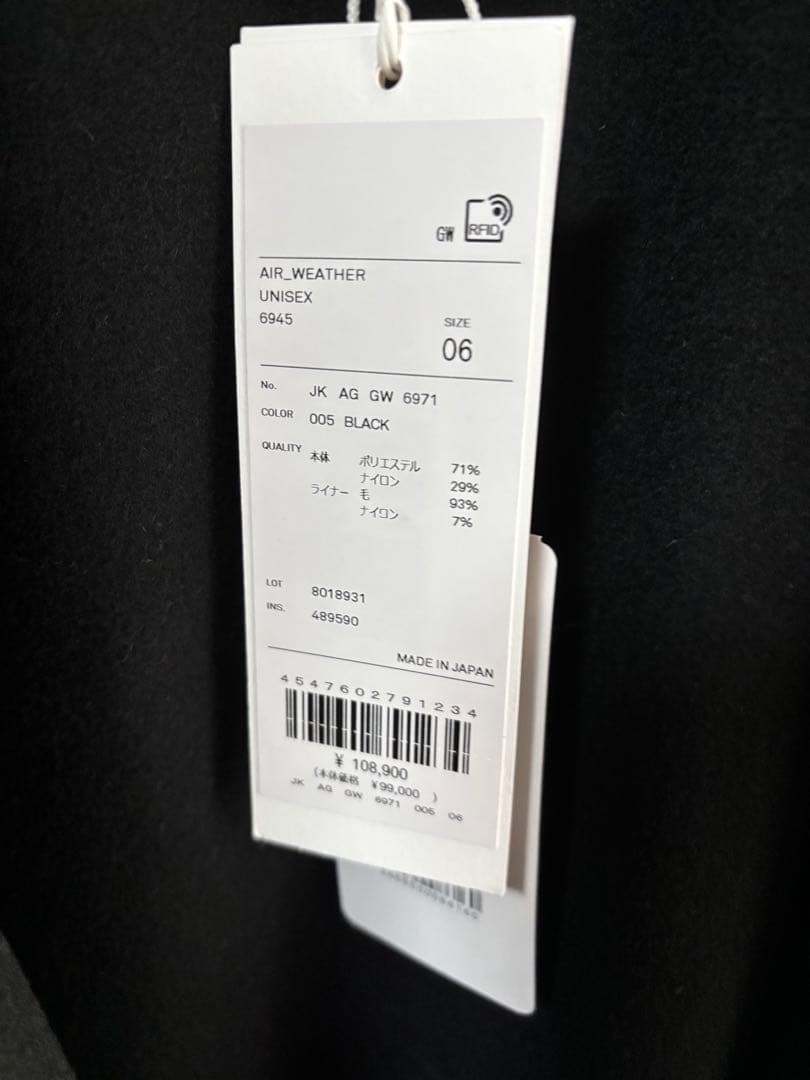 GW RFID
AIR_WEATHER
UNISEX
6945
SIZE
06
No. JK AG GW 6971
COLOR 005 BLACK
QUALITY 本体 ポリエステル 71%
ナイロン 29%
ライナー 毛 93%
ナイロン 7%
LOT 8018931
INS. 489590
MADE IN JAPAN
4547602791234
¥ 108,900
(本体価格 ¥99,000 )
JK AG GW 6971 005 06